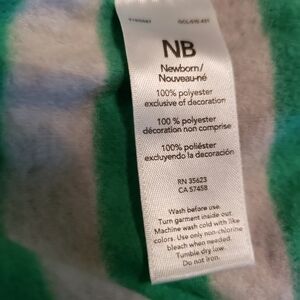 NB
Newborn/
Nouveau-né
100% polyester
exclusive of decoration
100 % polyester
décoration non comprise
100% poliéster
excluyendo la decoración
RN 35623
CA 57458
Wash before use.
Turn garment inside out.
Machine wash cold with like
colors. Use only non-chlorine
bleach when needed.
Tumble dry low.
Do not iron.